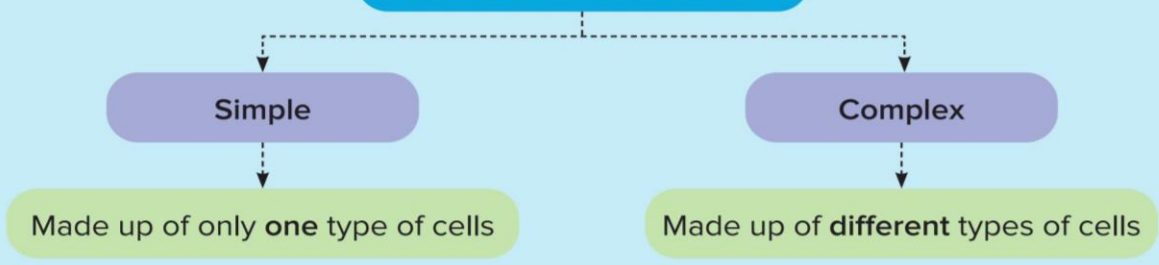 Simple
Complex
Made up of only one type of cells
Made up of different types of cells